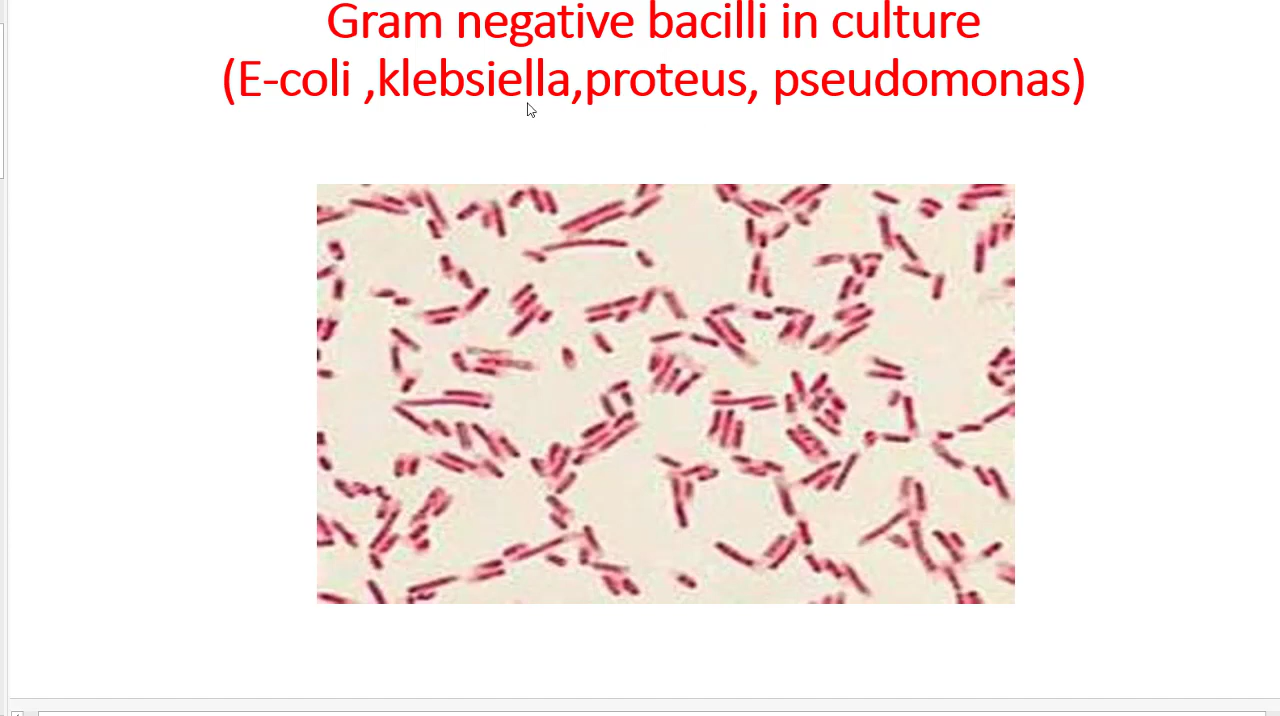 Gram negative bacilli in culture
(E-coli ,klebsiella,proteus, pseudomonas)